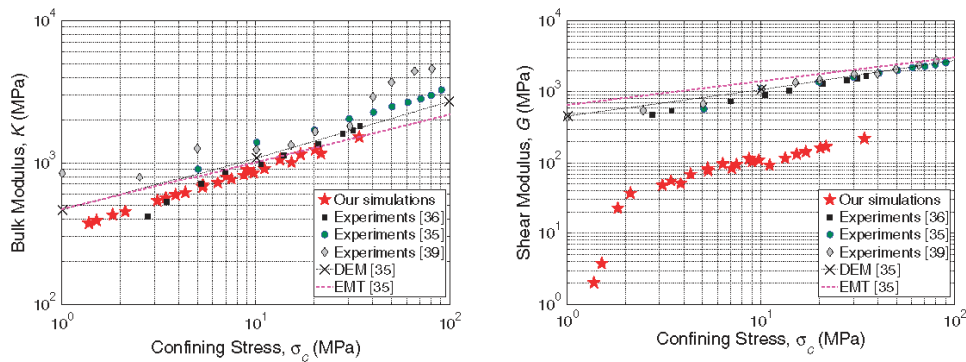 10⁴
10³
10²
Bulk Modulus, K (MPa)
10⁰
10¹
10²
Confining Stress, σc (MPa)
Our simulations
Experiments [36]
Experiments [35]
Experiments [39]
DEM [35]
EMT [35]
10⁴
10³
10²
10¹
10⁰
Shear Modulus, G (MPa)
10⁰
10¹
10²
Confining Stress, σc (MPa)
Our simulations
Experiments [36]
Experiments [35]
Experiments [39]
DEM [35]
EMT [35]